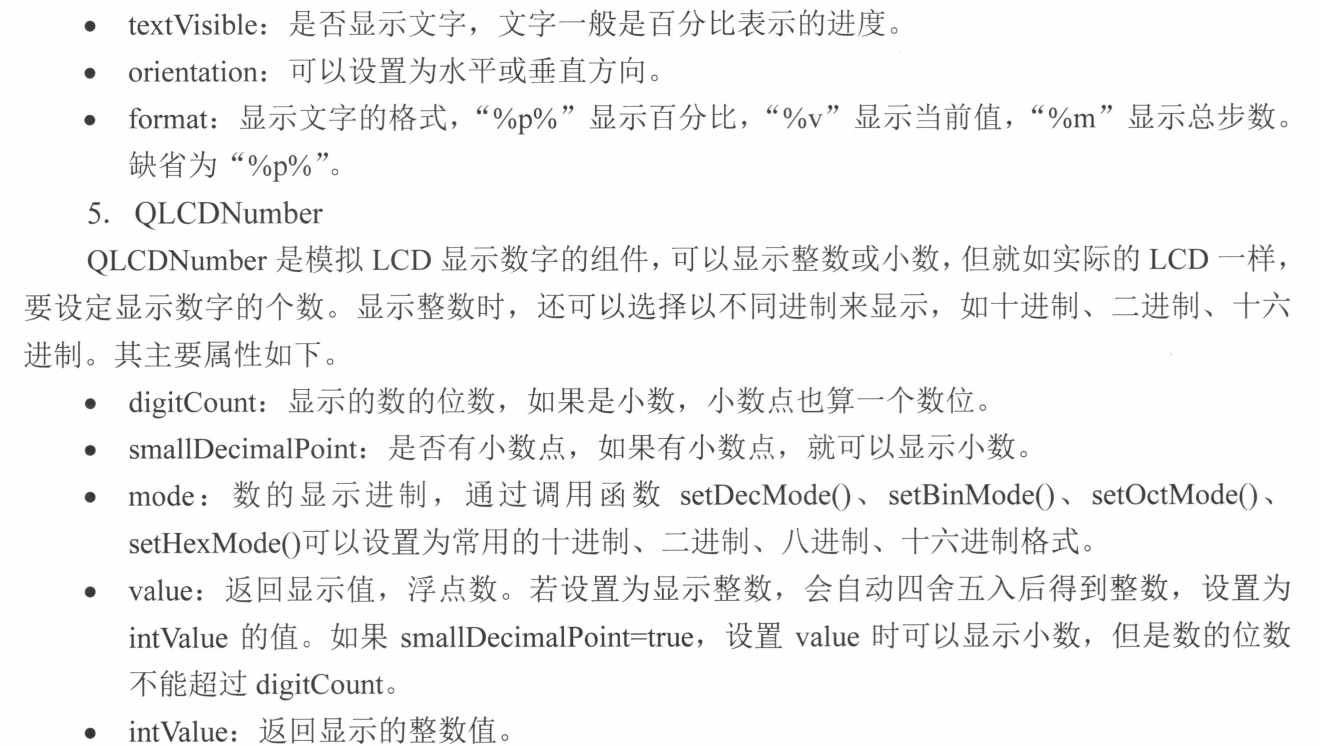 • textVisible：是否显示文字，文字一般是百分比表示的进度。
• orientation：可以设置为水平或垂直方向。
• format：显示文字的格式，“%p%”显示百分比，“%v”显示当前值，“%m”显示总步数。
缺省为“%p%”。
5. QLCDNumber
QLCDNumber 是模拟 LCD 显示数字的组件，可以显示整数或小数，但就如实际的 LCD 一样，
要设定显示数字的个数。显示整数时，还可以选择以不同进制来显示，如十进制、二进制、十六
进制。其主要属性如下。
• digitCount：显示的数的位数，如果是小数，小数点也算一个数位。
• smallDecimalPoint：是否有小数点，如果有小数点，就可以显示小数。
• mode：数的显示进制，通过调用函数 setDecMode()、setBinMode()、setOctMode()、
setHexMode()可以设置为常用的十进制、二进制、八进制、十六进制格式。
• value：返回显示值，浮点数。若设置为显示整数，会自动四舍五入后得到整数，设置为
intValue 的值。如果 smallDecimalPoint=true，设置 value 时可以显示小数，但是数的位数
不能超过 digitCount。
• intValue：返回显示的整数值。